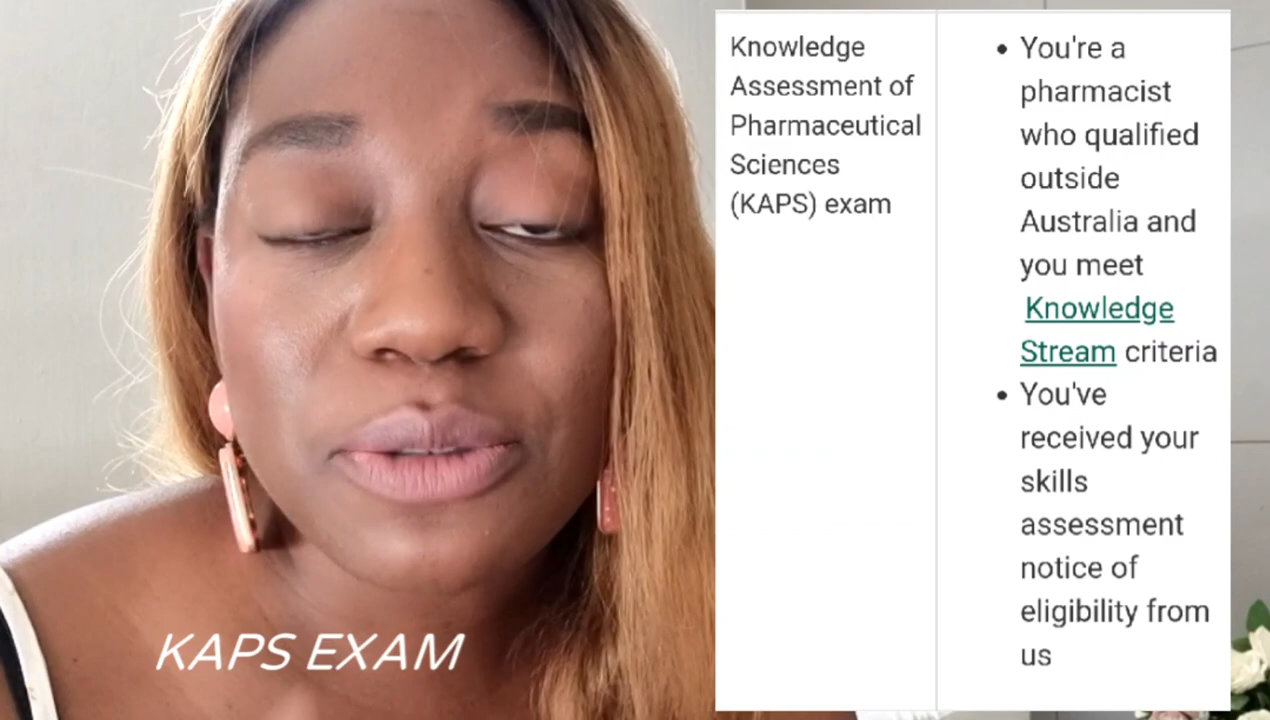 Knowledge
Assessment of
Pharmaceutical
Sciences
(KAPS) exam
• You're a
pharmacist
who qualified
outside
Australia and
you meet
Knowledge
Stream criteria
• You've
received your
skills
assessment
notice of
eligibility from
us
KAPS EXAM